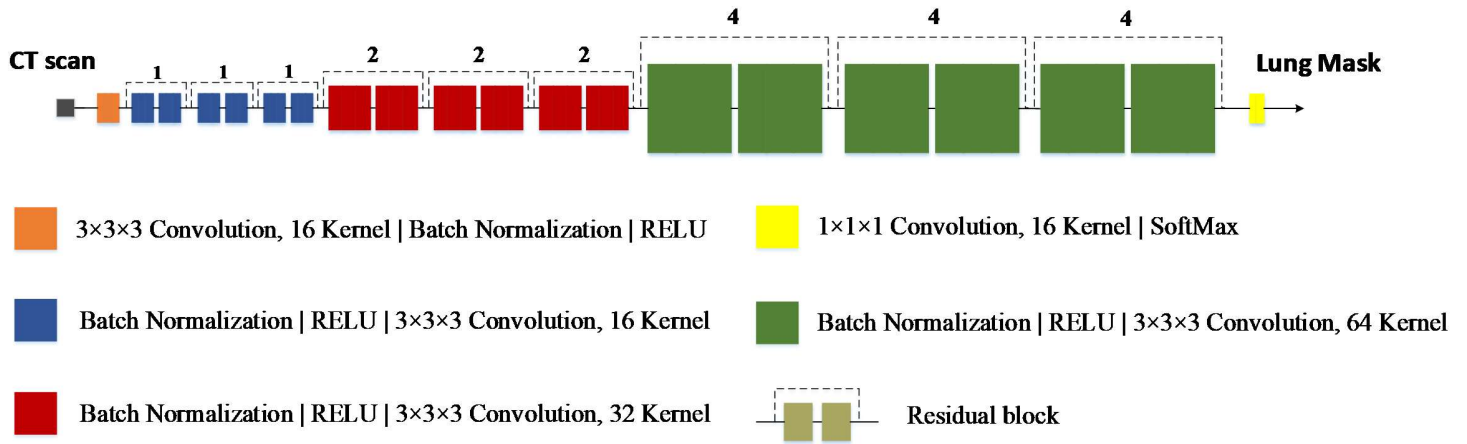 CT scan
1 1 1 2 2 2 4 4 4
Lung Mask
3×3×3 Convolution, 16 Kernel | Batch Normalization | RELU
1×1×1 Convolution, 16 Kernel | SoftMax
Batch Normalization | RELU | 3×3×3 Convolution, 16 Kernel
Batch Normalization | RELU | 3×3×3 Convolution, 64 Kernel
Batch Normalization | RELU | 3×3×3 Convolution, 32 Kernel
Residual block